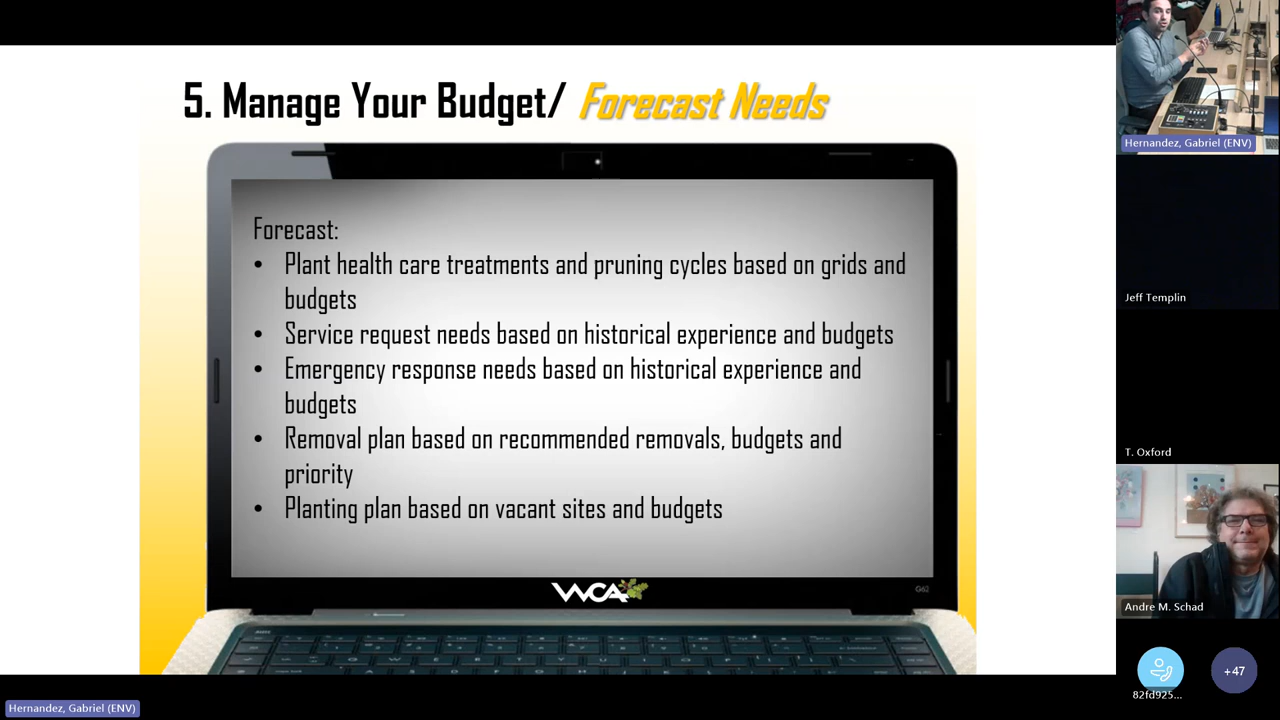 5. Manage Your Budget/ Forecast Needs
Forecast:
• Plant health care treatments and pruning cycles based on grids and
budgets
• Service request needs based on historical experience and budgets
• Emergency response needs based on historical experience and
budgets
• Removal plan based on recommended removals, budgets and
priority
• Planting plan based on vacant sites and budgets
WCA
G62
Hernandez, Gabriel (ENV)
Jeff Templin
T. Oxford
Andre M. Schad
82fd925...
+47
Hernandez, Gabriel (ENV)